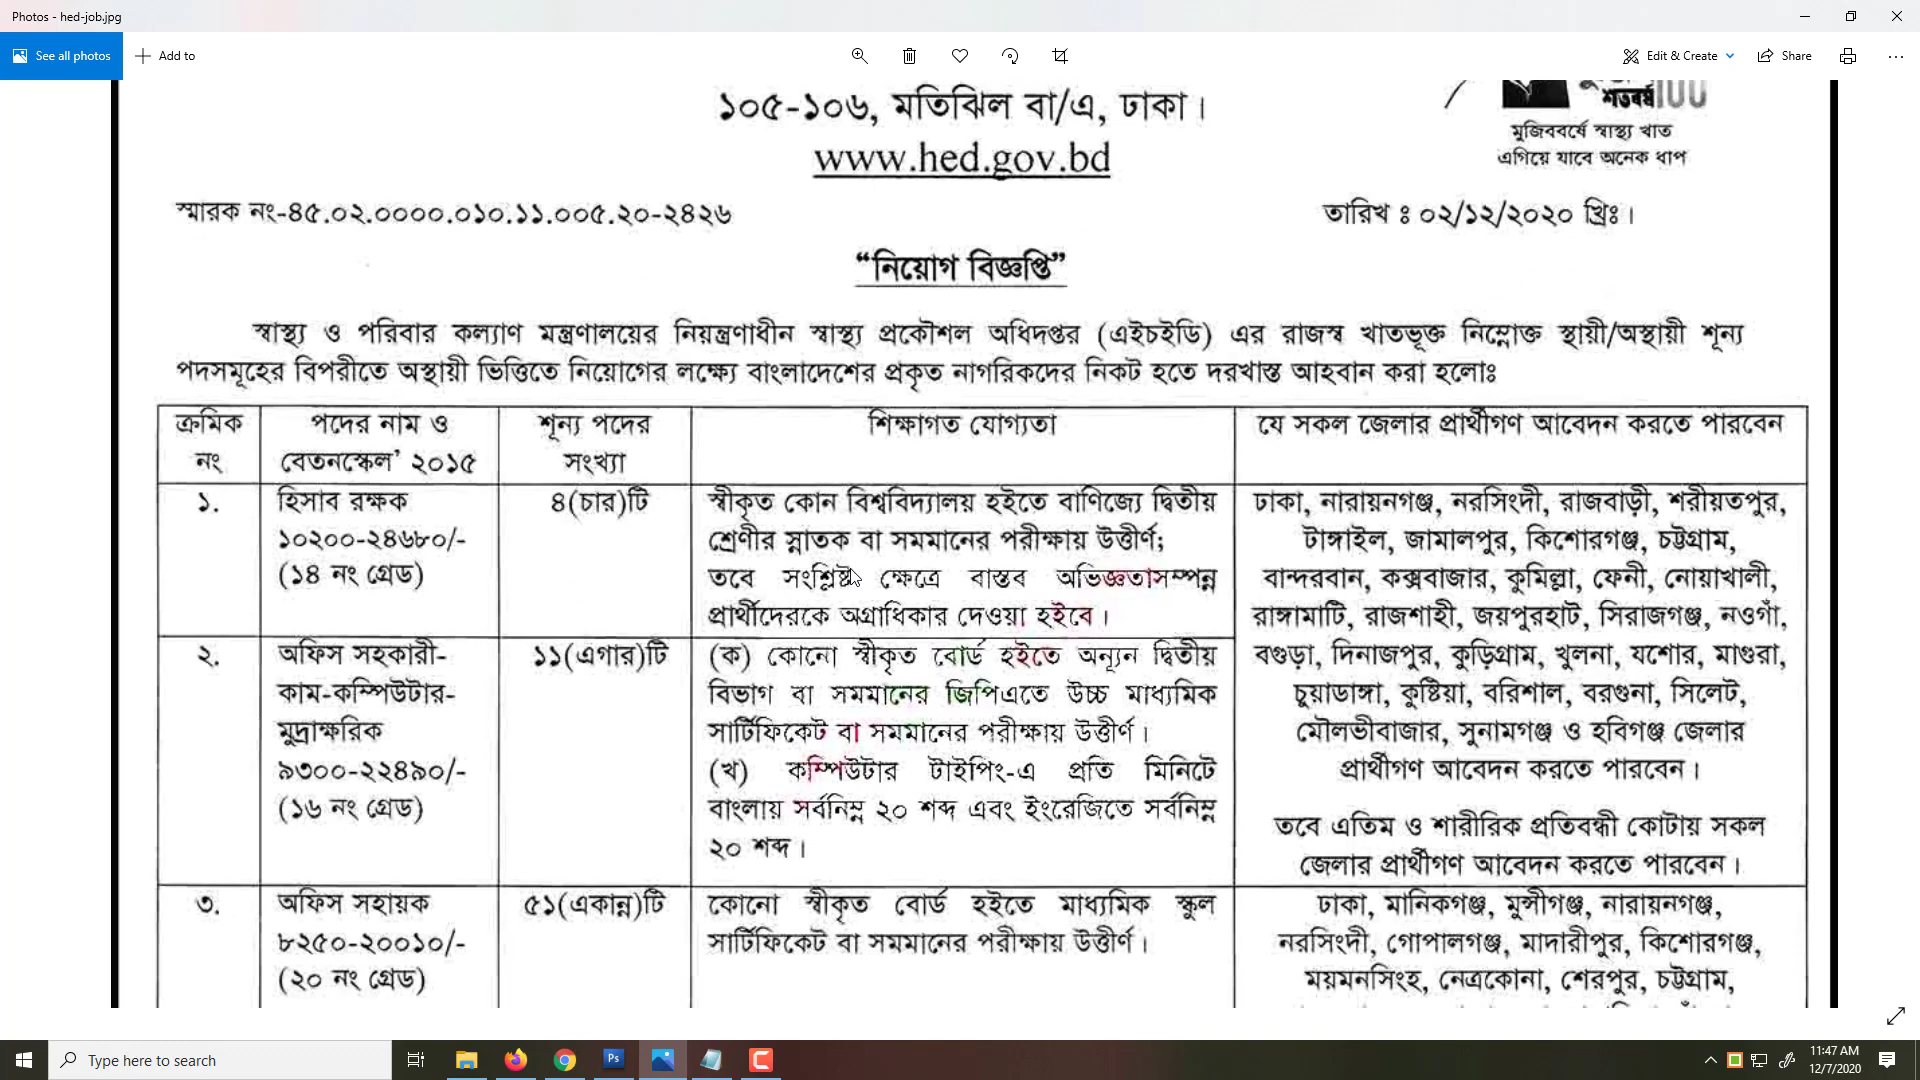 Photos - hed-job.jpg
See all photos
Add to
Edit & Create
Share
১০৫-১০৬, মতিঝিল বা/এ, ঢাকা।
www.hed.gov.bd
শতবর্ষ 100
মুজিববর্ষে স্বাস্থ্য খাত
এগিয়ে যাবে অনেক ধাপ
স্মারক নং-৪৫.০২.০০০০.০১০.১১.০০৫.২০-২৪২৬
তারিখ ঃ ০২/১২/২০২০ খ্রিঃ।
“নিয়োগ বিজ্ঞপ্তি”
স্বাস্থ্য ও পরিবার কল্যাণ মন্ত্রণালয়ের নিয়ন্ত্রণাধীন স্বাস্থ্য প্রকৌশল অধিদপ্তর (এইচইডি) এর রাজস্ব খাতভূক্ত নিম্নোক্ত স্থায়ী/অস্থায়ী শূন্য
পদসমূহের বিপরীতে অস্থায়ী ভিত্তিতে নিয়োগের লক্ষ্যে বাংলাদেশের প্রকৃত নাগরিকদের নিকট হতে দরখাস্ত আহবান করা হলোঃ
ক্রমিক
নং
পদের নাম ও
বেতনস্কেল’ ২০১৫
শূন্য পদের
সংখ্যা
শিক্ষাগত যোগ্যতা
যে সকল জেলার প্রার্থীগণ আবেদন করতে পারবেন
১.
হিসাব রক্ষক
১০২০০-২৪৬৮০/-
(১৪ নং গ্রেড)
৪(চার)টি
স্বীকৃত কোন বিশ্ববিদ্যালয় হইতে বাণিজ্যে দ্বিতীয়
শ্রেণীর স্নাতক বা সমমানের পরীক্ষায় উত্তীর্ণ;
তবে সংশ্লিষ্ট ক্ষেত্রে বাস্তব অভিজ্ঞতাসম্পন্ন
প্রার্থীদেরকে অগ্রাধিকার দেওয়া হইবে।
ঢাকা, নারায়নগঞ্জ, নরসিংদী, রাজবাড়ী, শরীয়তপুর,
টাঙ্গাইল, জামালপুর, কিশোরগঞ্জ, চট্টগ্রাম,
বান্দরবান, কক্সবাজার, কুমিল্লা, ফেনী, নোয়াখালী,
রাঙ্গামাটি, রাজশাহী, জয়পুরহাট, সিরাজগঞ্জ, নওগাঁ,
বগুড়া, দিনাজপুর, কুড়িগ্রাম, খুলনা, যশোর, মাগুরা,
চুয়াডাঙ্গা, কুষ্টিয়া, বরিশাল, বরগুনা, সিলেট,
মৌলভীবাজার, সুনামগঞ্জ ও হবিগঞ্জ জেলার
প্রার্থীগণ আবেদন করতে পারবেন।
তবে এতিম ও শারীরিক প্রতিবন্ধী কোটায় সকল
জেলার প্রার্থীগণ আবেদন করতে পারবেন।
২.
অফিস সহকারী-
কাম-কম্পিউটার-
মুদ্রাক্ষরিক
৯৩০০-২২৪৯০/-
(১৬ নং গ্রেড)
১১(এগার)টি
(ক) কোনো স্বীকৃত বোর্ড হইতে অন্যূন দ্বিতীয়
বিভাগ বা সমমানের জিপিএতে উচ্চ মাধ্যমিক
সার্টিফিকেট বা সমমানের পরীক্ষায় উত্তীর্ণ।
(খ) কম্পিউটার টাইপিং-এ প্রতি মিনিটে
বাংলায় সর্বনিম্ন ২০ শব্দ এবং ইংরেজিতে সর্বনিম্ন
২০ শব্দ।
৩.
অফিস সহায়ক
৮২৫০-২০০১০/-
(২০ নং গ্রেড)
৫১(একান্ন)টি
কোনো স্বীকৃত বোর্ড হইতে মাধ্যমিক স্কুল
সার্টিফিকেট বা সমমানের পরীক্ষায় উত্তীর্ণ।
ঢাকা, মানিকগঞ্জ, মুন্সীগঞ্জ, নারায়নগঞ্জ,
নরসিংদী, গোপালগঞ্জ, মাদারীপুর, কিশোরগঞ্জ,
ময়মনসিংহ, নেত্রকোনা, শেরপুর, চট্টগ্রাম,
Type here to search
Ps
11:47 AM
12/7/2020